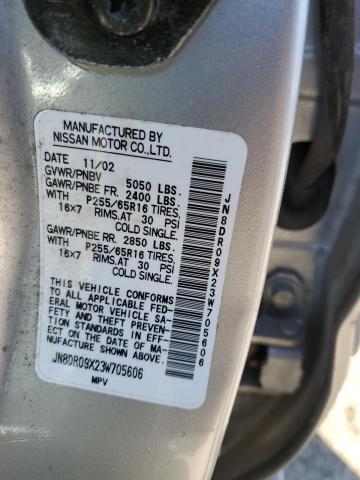 MANUFACTURED BY
NISSAN MOTOR CO.,LTD.
DATE 11/02
GVWR/PNBV 5050 LBS.
GAWR/PNBE FR. 2400 LBS.
WITH P255/65R16 TIRES,
16x7 RIMS.AT 30 PSI
COLD SINGLE.
GAWR/PNBE RR. 2850 LBS.
WITH P255/65R16 TIRES,
16x7 RIMS.AT 30 PSI
COLD SINGLE.
THIS VEHICLE CONFORMS
TO ALL APPLICABLE FED-
ERAL MOTOR VEHICLE SA-
FETY AND THEFT PREVEN-
TION STANDARDS IN EFF-
ECT ON THE DATE OF MA-
NUFACTURE SHOWN ABOVE.
JN8DR09X23W705606
MPV
JN8DR09X23W705606